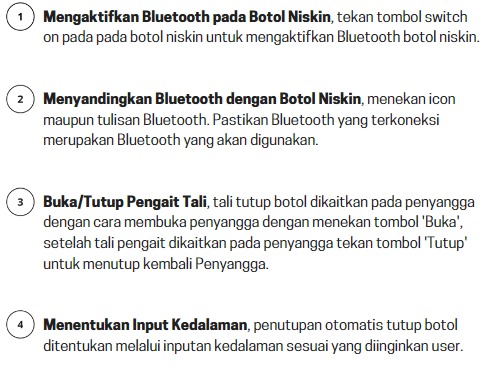 1 Mengaktifkan Bluetooth pada Botol Niskin, tekan tombol switch
on pada pada botol niskin untuk mengaktifkan Bluetooth botol niskin.
2 Menyandingkan Bluetooth dengan Botol Niskin, menekan icon
maupun tulisan Bluetooth. Pastikan Bluetooth yang terkoneksi
merupakan Bluetooth yang akan digunakan.
3 Buka/Tutup Pengait Tali, tali tutup botol dikaitkan pada penyangga
dengan cara membuka penyangga dengan menekan tombol 'Buka',
setelah tali pengait dikaitkan pada penyangga tekan tombol 'Tutup'
untuk menutup kembali Penyangga.
4 Menentukan Input Kedalaman, penutupan otomatis tutup botol
ditentukan melalui inputan kedalaman sesuai yang diinginkan user.